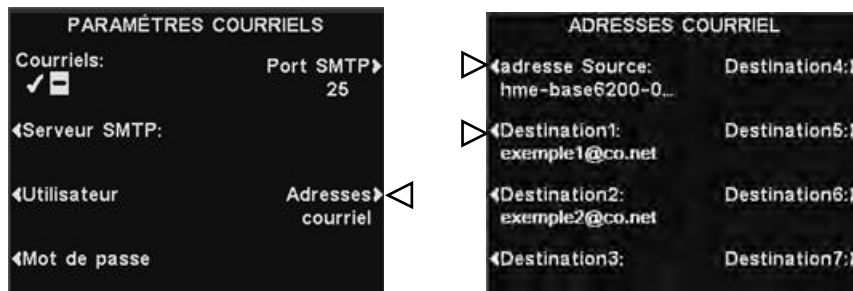 PARAMÉTRES COURRIELS
Courriels:
Port SMTP
25
Serveur SMTP:
Utilisateur
Adresses
courriel
Mot de passe
ADRESSES COURRIEL
adresse Source:
hme-base6200-0...
Destination4:
Destination1:
exemple1@co.net
Destination5:
Destination2:
exemple2@co.net
Destination6:
Destination3:
Destination7: